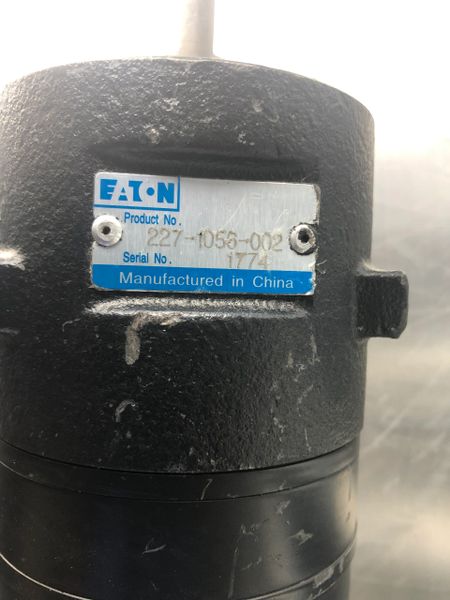 EATON
Product No.
227-1056-002
Serial No. 1774
Manufactured in China